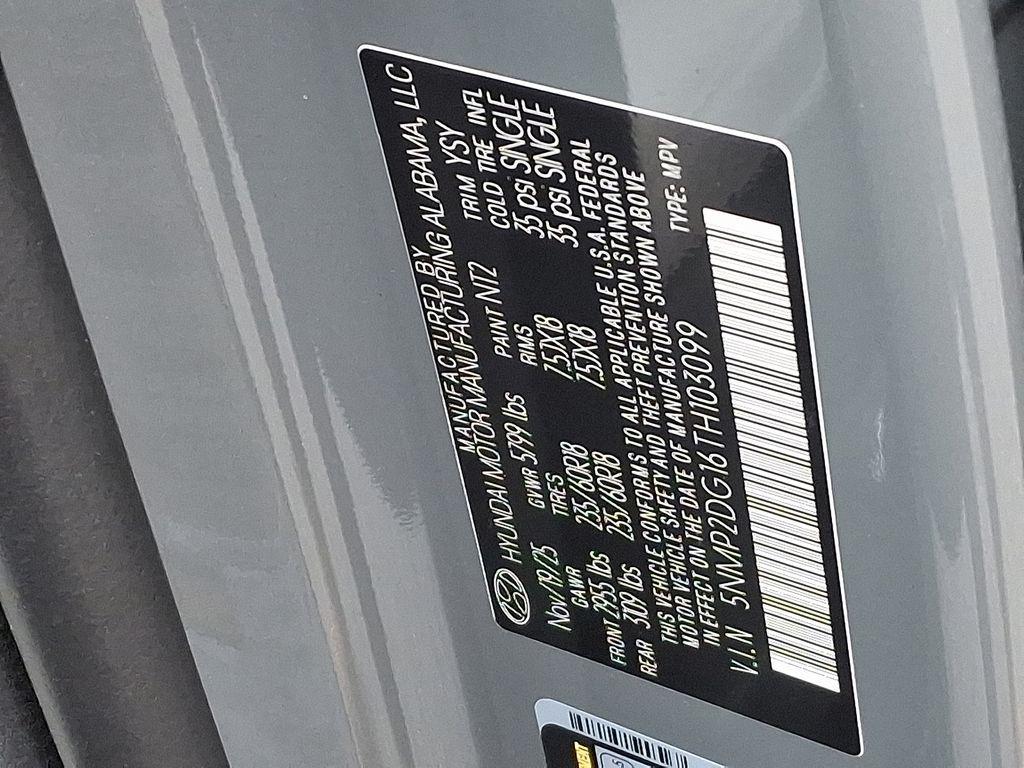 MANUFACTURED BY
HYUNDAI MOTOR MANUFACTURING ALABAMA, LLC
Nov/19/25 GVWR 5799 lbs PAINT NT2 TRIM YSY
GAWR TIRES RIMS COLD TIRE INFL
FRONT 2955 lbs 235/60R18 7.5JX18 35 psi SINGLE
REAR 3109 lbs 235/60R18 7.5JX18 35 psi SINGLE
THIS VEHICLE CONFORMS TO ALL APPLICABLE U.S.A. FEDERAL
MOTOR VEHICLE SAFETY AND THEFT PREVENTION STANDARDS
IN EFFECT ON THE DATE OF MANUFACTURE SHOWN ABOVE
V.I.N 5NMP2DG16TH103099 TYPE: MPV